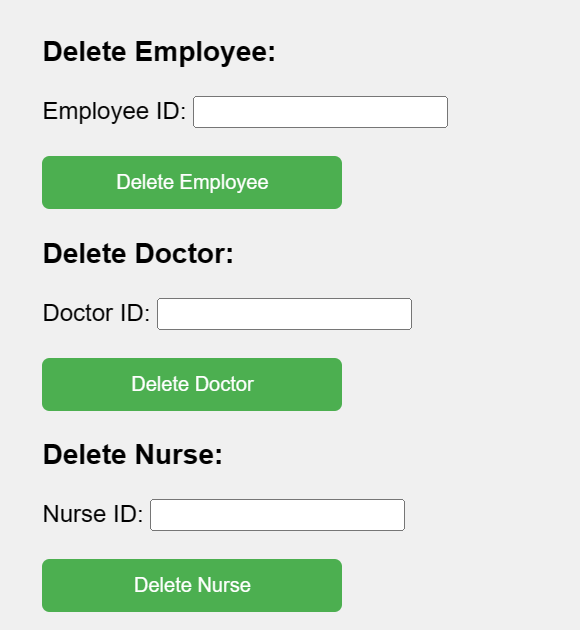 Delete Employee:
Employee ID:
Delete Employee
Delete Doctor:
Doctor ID:
Delete Doctor
Delete Nurse:
Nurse ID:
Delete Nurse